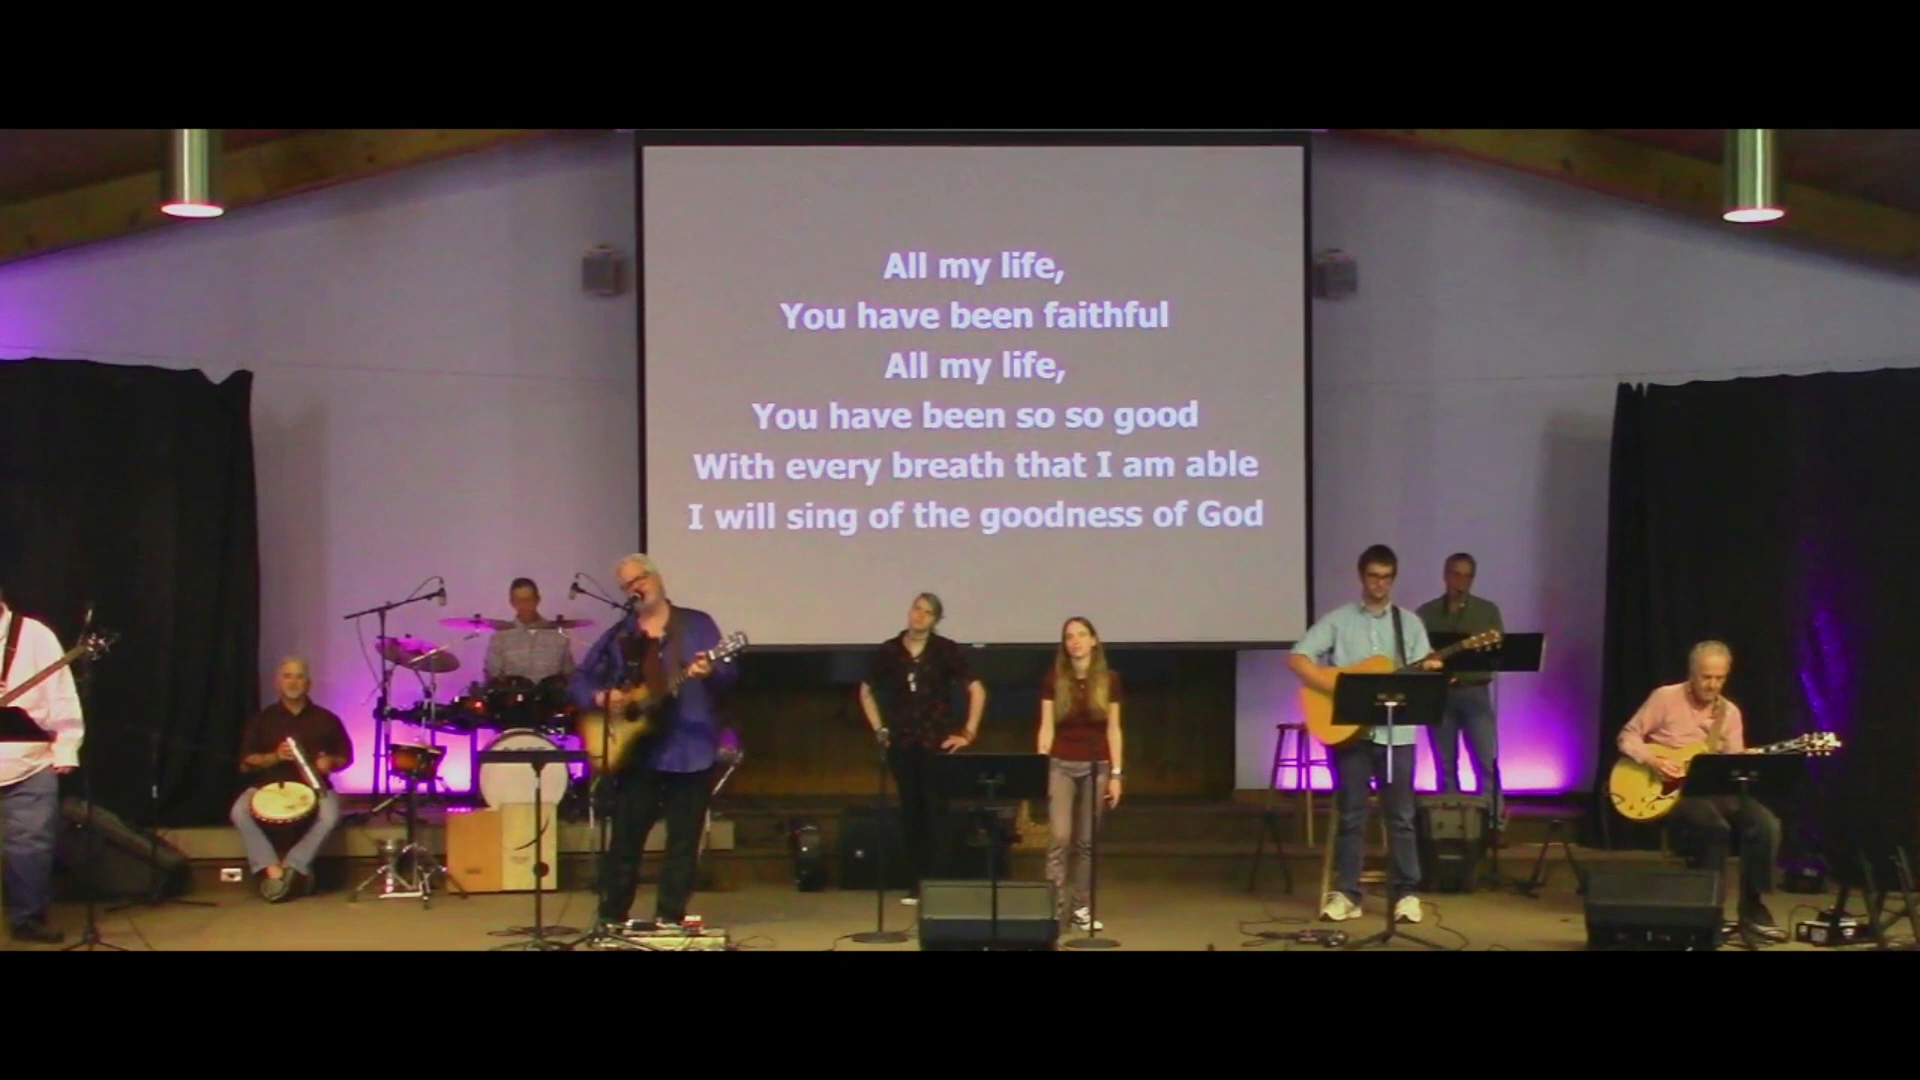 All my life,
You have been faithful
All my life,
You have been so so good
With every breath that I am able
I will sing of the goodness of God